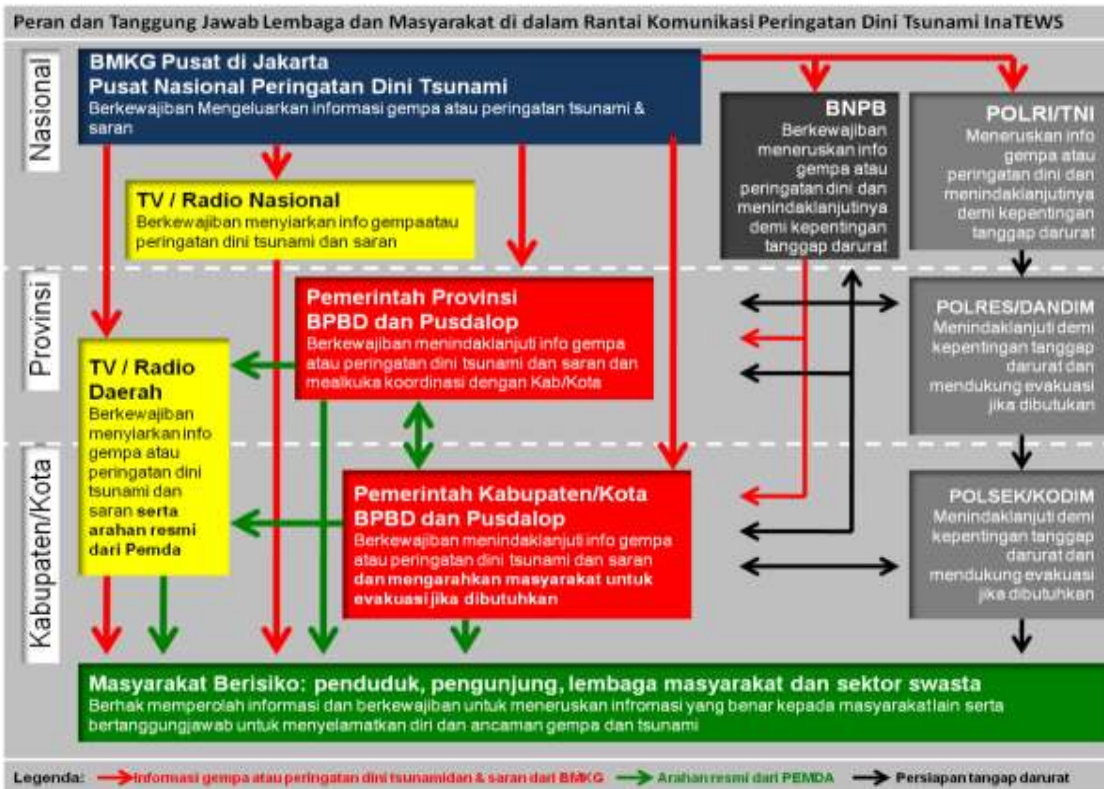 Peran dan Tanggung Jawab Lembaga dan Masyarakat di dalam Rantai Komunikasi Peringatan Dini Tsunami InaTEWS
Nasional
BMKG Pusat di Jakarta
Pusat Nasional Peringatan Dini Tsunami
Berkewajiban Mengeluarkan informasi gempa atau peringatan tsunami &
saran
BNPB
Berkewajiban
meneruskan info
gempa atau
peringatan dini dan
menindaklanjutinya
demi kepentingan
tanggap darurat
POLRI/TNI
Meneruskan info
gempa atau
peringatan dini dan
menindaklanjutinya
demi kepentingan
tanggap darurat
TV / Radio Nasional
Berkewajiban menyiarkan info gempaatau
peringatan dini tsunami dan saran
Provinsi
Pemerintah Provinsi
BPBD dan Pusdalop
Berkewajiban menindaklanjuti info gempa
atau peringatan dini tsunami dan saran dan
mealkuka koordinasi dengan Kab/Kota
POLRES/DANDIM
Menindaklanjuti demi
kepentingan tanggap
darurat dan
mendukung evakuasi
jika dibutukan
TV / Radio
Daerah
Berkewajiban
menyiarkan info
gempa atau
peringatan dini
tsunami dan
saran serta
arahan resmi
dari Pemda
Kabupaten/Kota
Pemerintah Kabupaten/Kota
BPBD dan Pusdalop
Berkewajiban menindaklanjuti info gempa
atau peringatan dini tsunami dan saran
dan mengarahkan masyarakat untuk
evakuasi jika dibutuhkan
POLSEK/KODIM
Menindaklanjuti demi
kepentingan tanggap
darurat dan
mendukung evakuasi
jika dibutuhkan
Masyarakat Berisiko: penduduk, pengunjung, lembaga masyarakat dan sektor swasta
Berhak memperolah informasi dan berkewajiban untuk meneruskan infromasi yang benar kepada masyarakat lain serta
bertanggungjawab untuk menyelamatkan diri dan ancaman gempa dan tsunami
Legenda: Informasi gempa atau peringatan dini tsunamidan & saran dari BMKG Arahan resmi dari PEMDA Persiapan tangap darurat